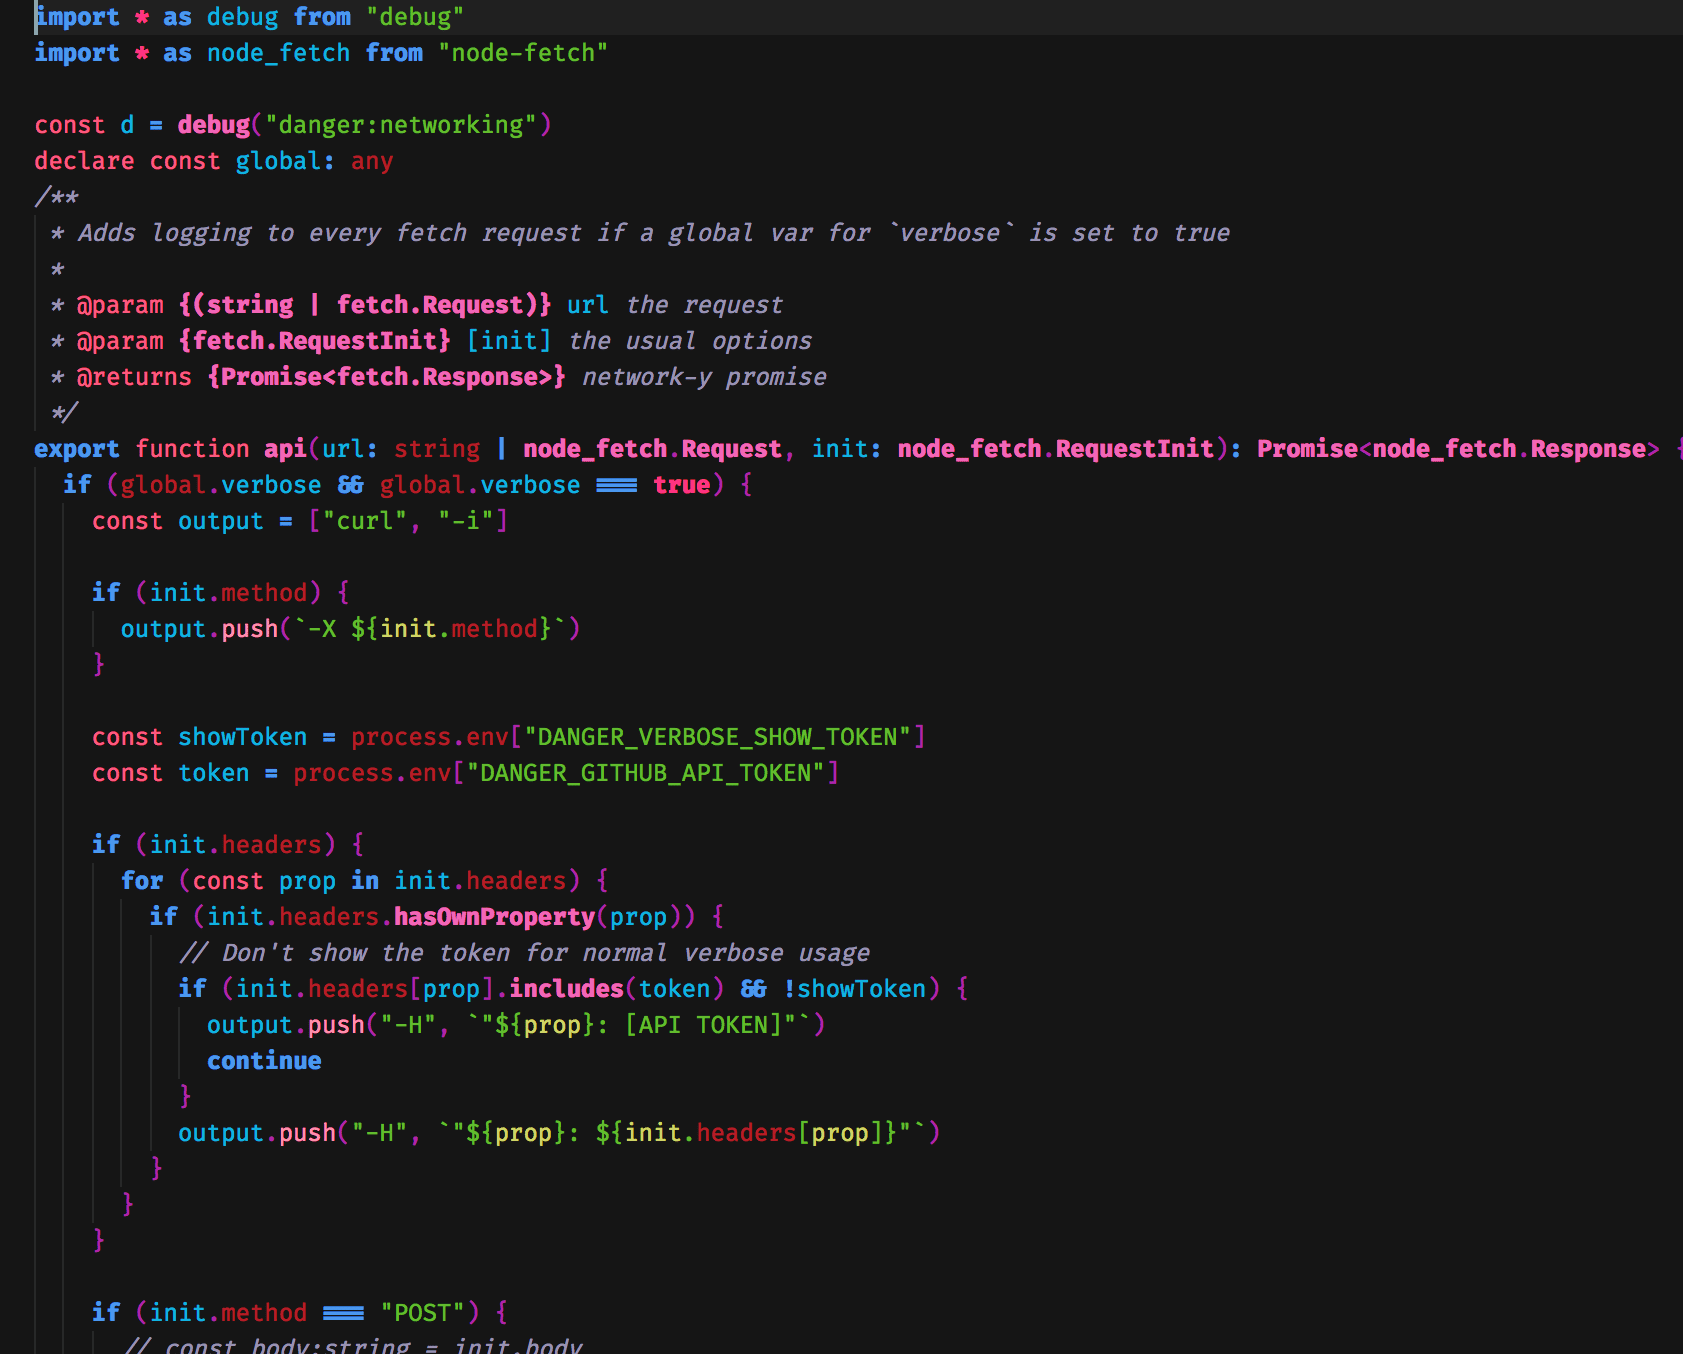 import * as debug from "debug"
import * as node_fetch from "node-fetch"

const d = debug("danger:networking")
declare const global: any
/**
 * Adds logging to every fetch request if a global var for `verbose` is set to true
 *
 * @param {(string | fetch.Request)} url the request
 * @param {fetch.RequestInit} [init] the usual options
 * @returns {Promise<fetch.Response>} network-y promise
 */
export function api(url: string | node_fetch.Request, init: node_fetch.RequestInit): Promise<node_fetch.Response> {
  if (global.verbose && global.verbose === true) {
    const output = ["curl", "-i"]

    if (init.method) {
      output.push(`-X ${init.method}`)
    }

    const showToken = process.env["DANGER_VERBOSE_SHOW_TOKEN"]
    const token = process.env["DANGER_GITHUB_API_TOKEN"]

    if (init.headers) {
      for (const prop in init.headers) {
        if (init.headers.hasOwnProperty(prop)) {
          // Don't show the token for normal verbose usage
          if (init.headers[prop].includes(token) && !showToken) {
            output.push("-H", `"${prop}: [API TOKEN]"`)
            continue
          }
          output.push("-H", `"${prop}: ${init.headers[prop]}"`)
        }
      }
    }

    if (init.method === "POST") {
      // const body:string = init.body